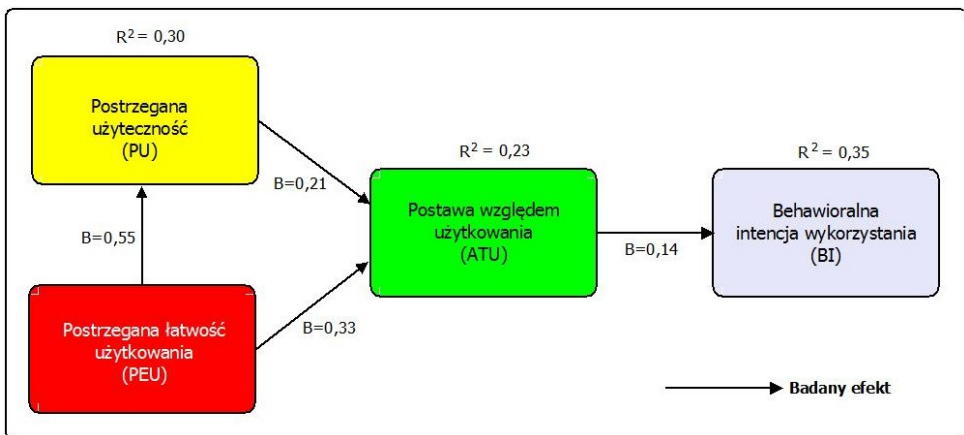 R² = 0,30
Postrzegana
użyteczność
(PU)
B=0,21
B=0,55
Postrzegana łatwość
użytkowania
(PEU)
B=0,33
R² = 0,23
Postawa względem
użytkowania
(ATU)
B=0,14
R² = 0,35
Behawioralna
intencja wykorzystania
(BI)
Badany efekt